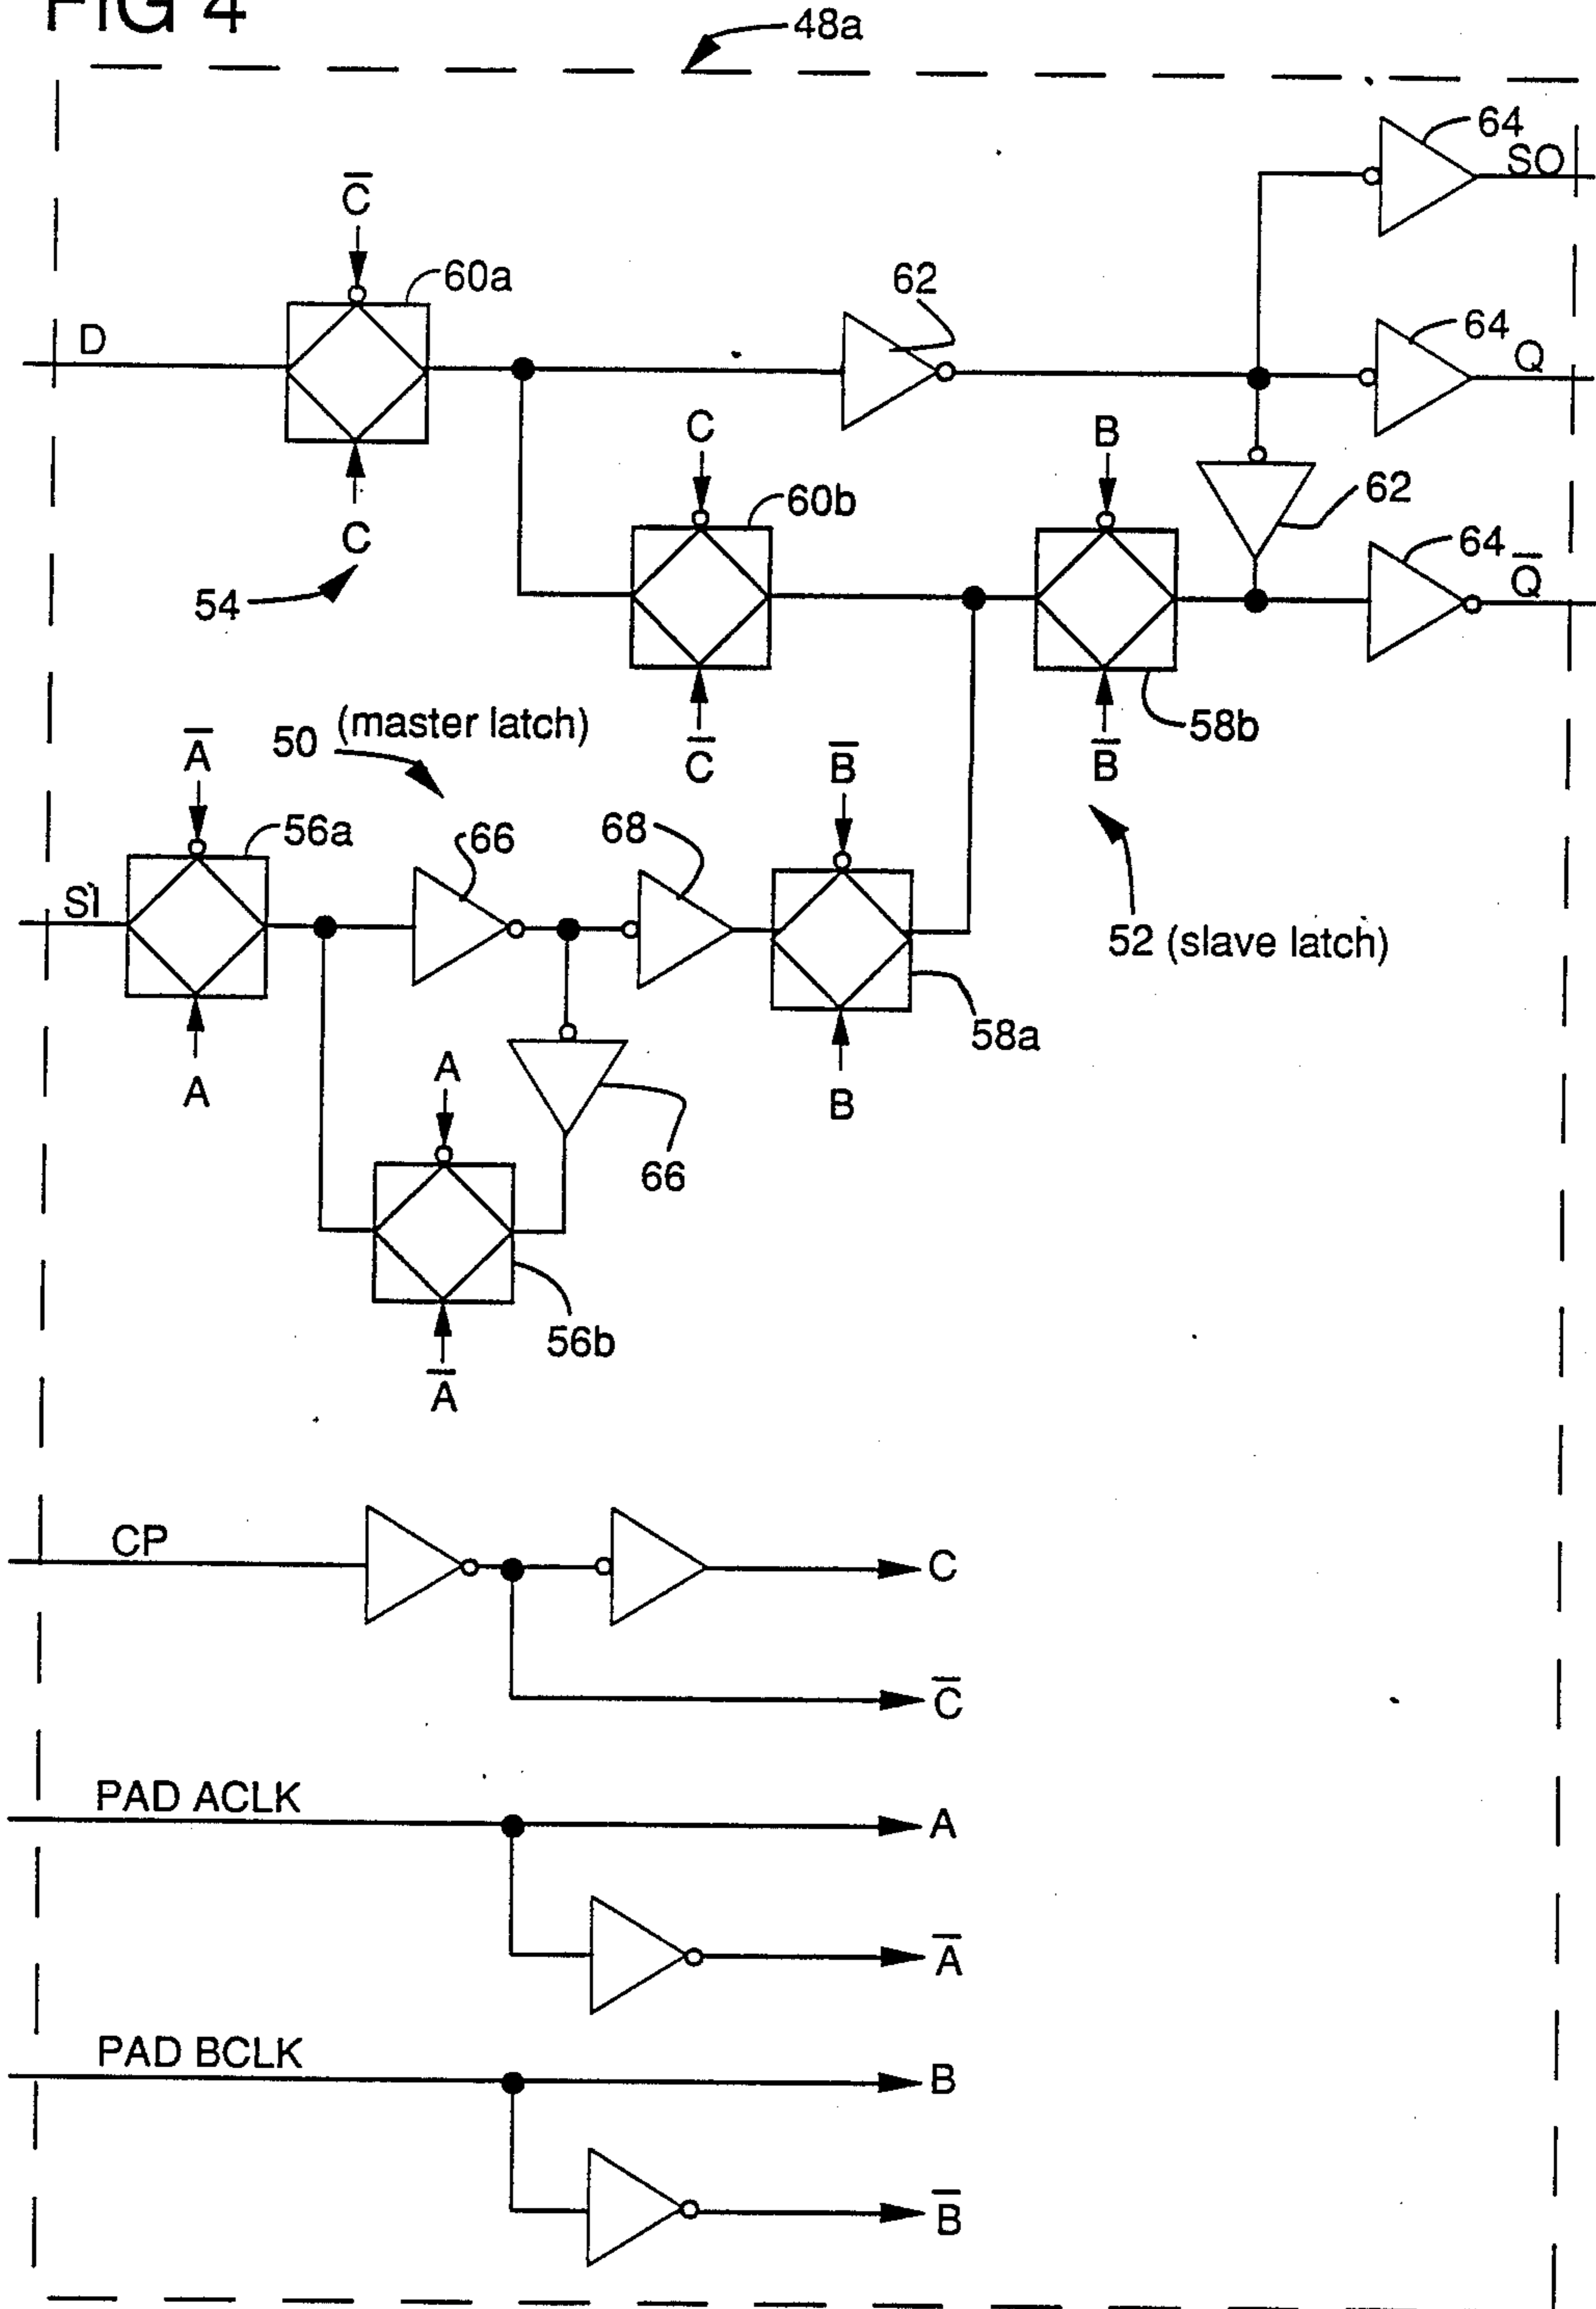 FIG 4
48a
64
SO
C̅
60a
62
64
D
Q
C
B
C
60b
62
54
64
Q̅
50 (master latch)
58b
A̅
C̅
B̅
B̅
56a
66
68
SI
52 (slave latch)
58a
A
A
B
66
56b
A̅
CP
C
C̅
PAD ACLK
A
A̅
PAD BCLK
B
B̅